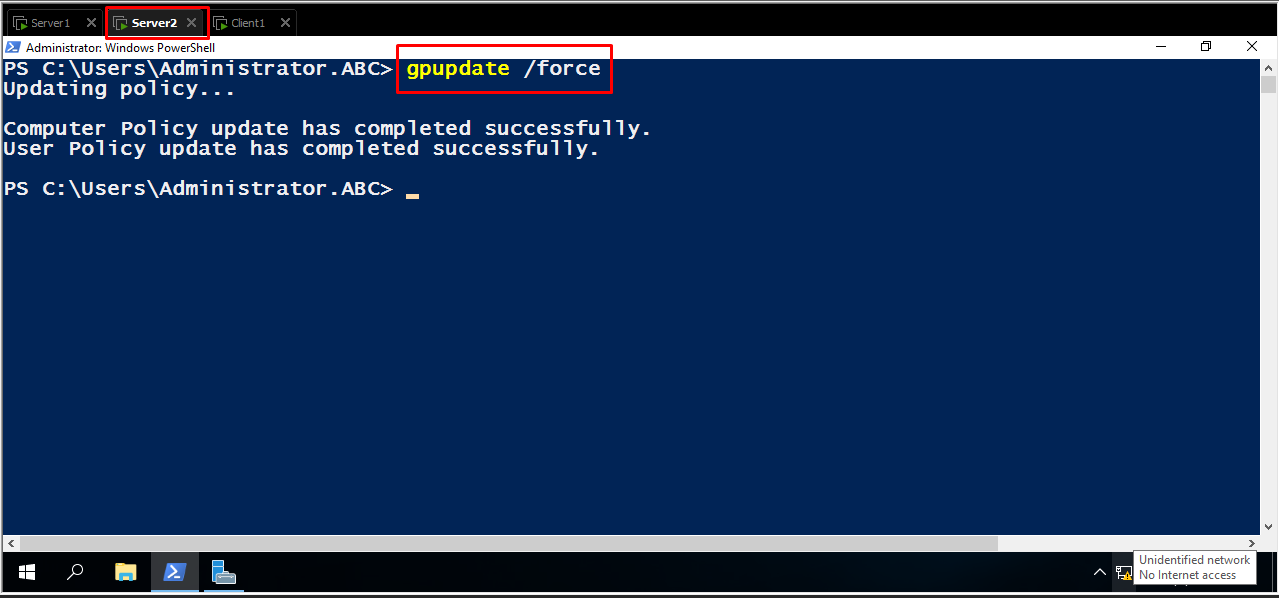 Server1
Server2
Client1
Administrator: Windows PowerShell
PS C:\Users\Administrator.ABC> gpupdate /force
Updating policy...
Computer Policy update has completed successfully.
User Policy update has completed successfully.
PS C:\Users\Administrator.ABC>
Unidentified network
No Internet access